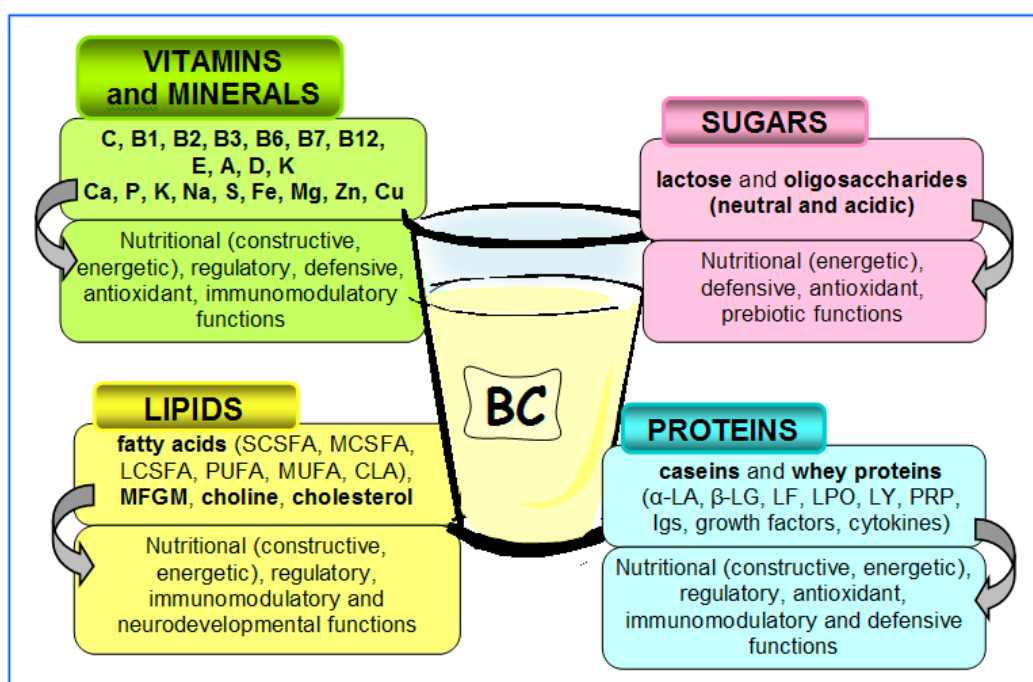 VITAMINS
and MINERALS
C, B1, B2, B3, B6, B7, B12,
E, A, D, K
Ca, P, K, Na, S, Fe, Mg, Zn, Cu
Nutritional (constructive,
energetic), regulatory, defensive,
antioxidant, immunomodulatory
functions
SUGARS
lactose and oligosaccharides
(neutral and acidic)
Nutritional (energetic),
defensive, antioxidant,
prebiotic functions
BC
LIPIDS
fatty acids (SCSFA, MCSFA,
LCSFA, PUFA, MUFA, CLA),
MFGM, choline, cholesterol
Nutritional (constructive,
energetic), regulatory,
immunomodulatory and
neurodevelopmental functions
PROTEINS
caseins and whey proteins
(α-LA, β-LG, LF, LPO, LY, PRP,
Igs, growth factors, cytokines)
Nutritional (constructive, energetic),
regulatory, antioxidant,
immunomodulatory and defensive
functions